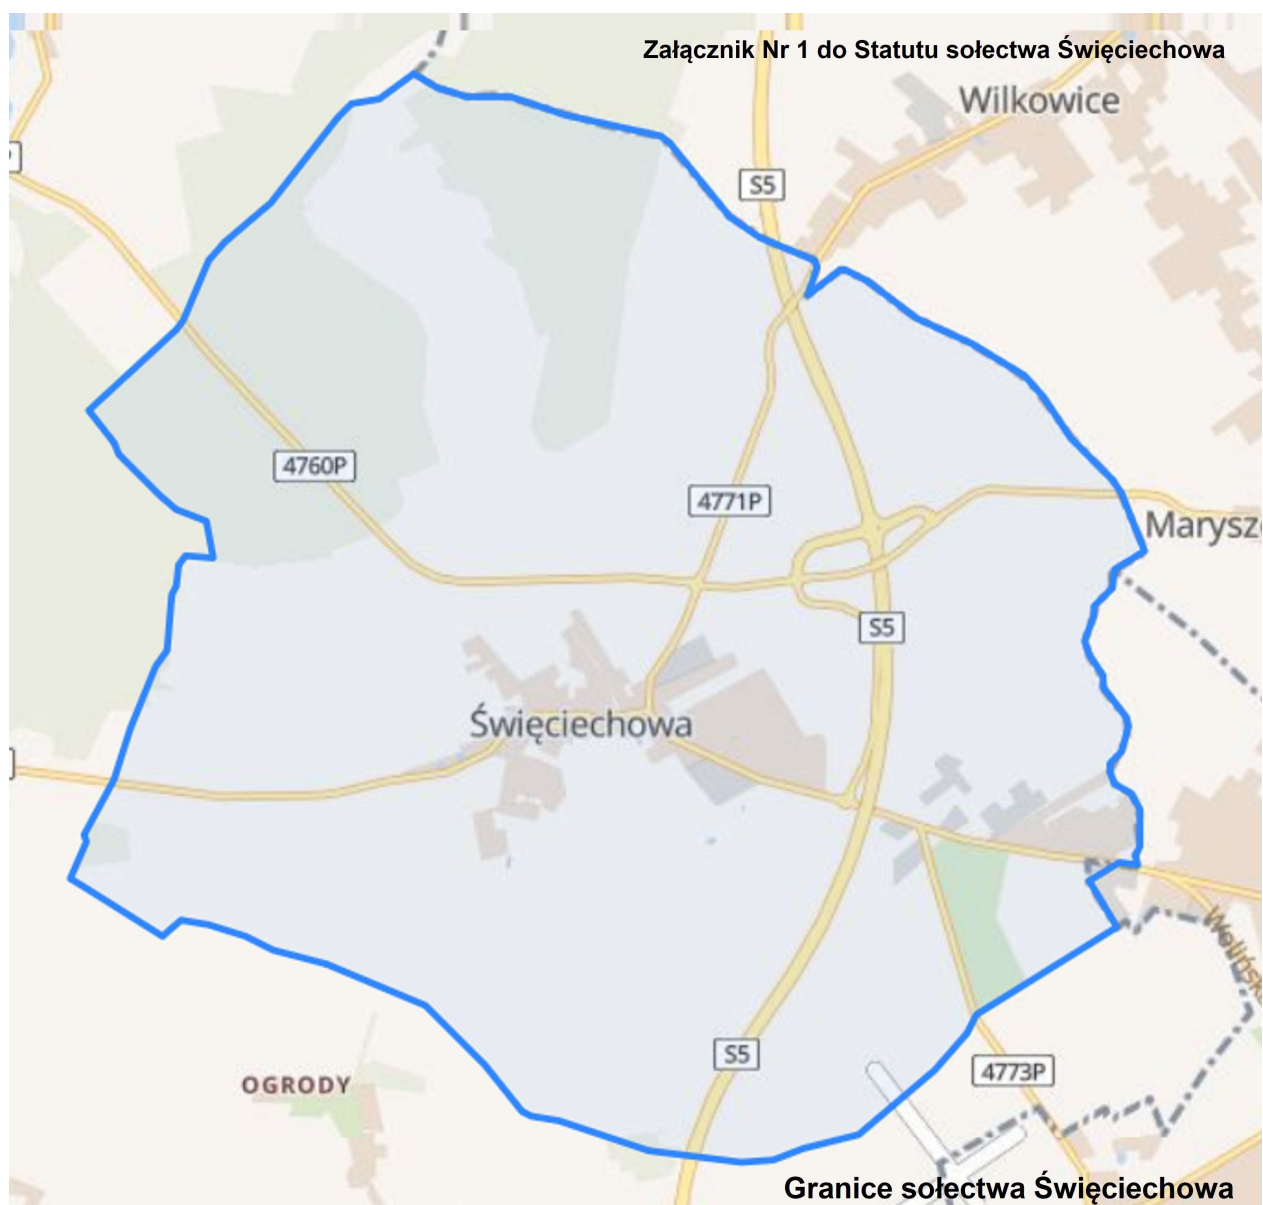 Załącznik Nr 1 do Statutu sołectwa Święciechowa
Wilkowice
S5
4760P
4771P
Marysz
S5
Święciechowa
S5
OGRODY
4773P
Granice sołectwa Święciechowa